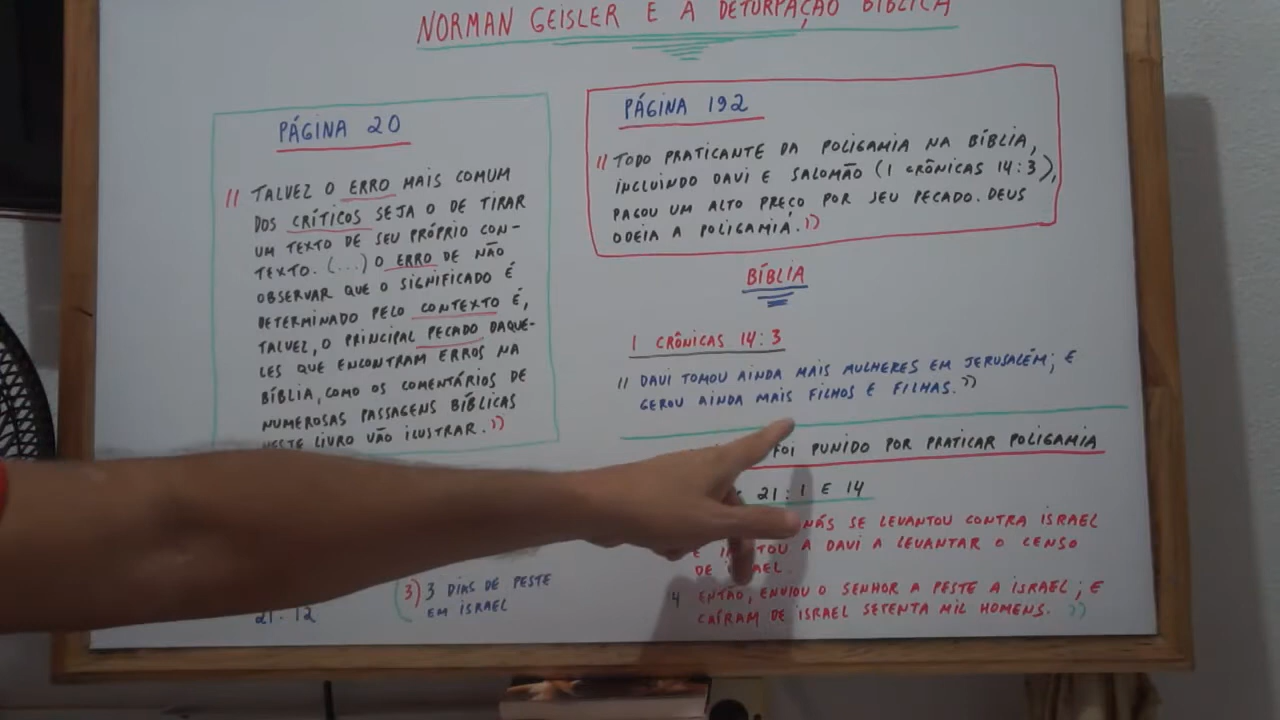 NORMAN GEISLER E A DETURPAÇÃO BÍBLICA
PÁGINA 20
" TALVEZ O ERRO MAIS COMUM
DOS CRÍTICOS SEJA O DE TIRAR
UM TEXTO DE SEU PRÓPRIO CON-
TEXTO. (...) O ERRO DE NÃO
OBSERVAR QUE O SIGNIFICADO É
DETERMINADO PELO CONTEXTO É,
TALVEZ, O PRINCIPAL PECADO DAQUE-
LES QUE ENCONTRAM ERROS NA
BÍBLIA, COMO OS COMENTÁRIOS DE
NUMEROSAS PASSAGENS BÍBLICAS
NESTE LIVRO VÃO ILUSTRAR. "
21:12
3) 3 DIAS DE PESTE
EM ISRAEL
PÁGINA 192
" TODO PRATICANTE DA POLIGAMIA NA BÍBLIA,
INCLUINDO DAVI E SALOMÃO (1 CRÔNICAS 14:3),
PAGOU UM ALTO PREÇO POR SEU PECADO. DEUS
ODEIA A POLIGAMIA. "
BÍBLIA
1 CRÔNICAS 14:3
" DAVI TOMOU AINDA MAIS MULHERES EM JERUSALÉM; E
GEROU AINDA MAIS FILHOS E FILHAS. "
FOI PUNIDO POR PRATICAR POLIGAMIA
21:1 E 14
SE LEVANTOU CONTRA ISRAEL
E A DAVI A LEVANTAR O CENSO
DE ISRAEL.
4 ENTÃO, ENVIOU O SENHOR A PESTE A ISRAEL; E
CAÍRAM DE ISRAEL SETENTA MIL HOMENS. "